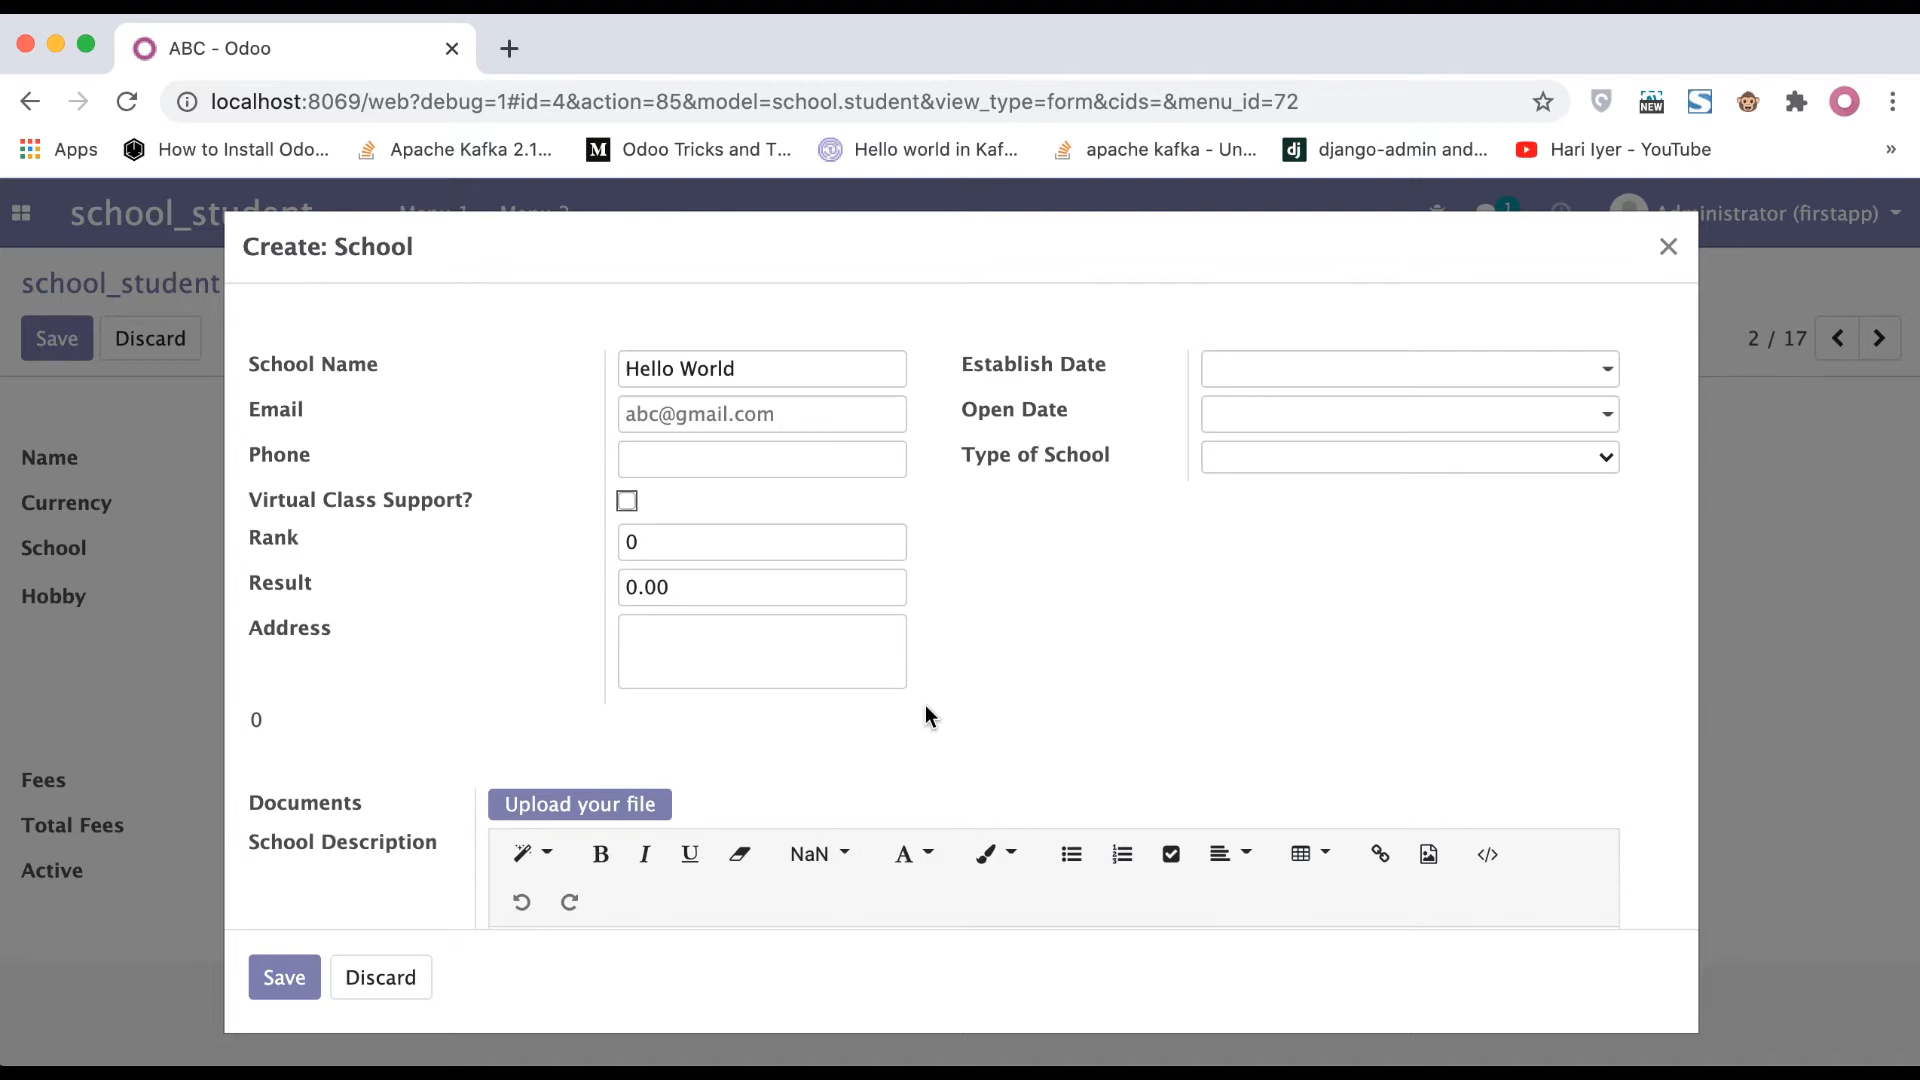 ABC - Odoo
localhost:8069/web?debug=1#id=4&action=85&model=school.student&view_type=form&cids=&menu_id=72
NEW
Apps
How to Install Odo...
Apache Kafka 2.1...
M Odoo Tricks and T...
Hello world in Kaf...
apache kafka - Un...
dj django-admin and...
Hari Iyer - YouTube
»
1
Administrator (firstapp)
school_student
Save
Discard
2 / 17
Name
Currency
School
Hobby
Fees
Total Fees
Active
Create: School
School Name
Hello World
Establish Date
Email
abc@gmail.com
Open Date
Phone
Type of School
Virtual Class Support?
Rank
0
Result
0.00
Address
0
Documents
Upload your file
School Description
B I U NaN A
Save
Discard